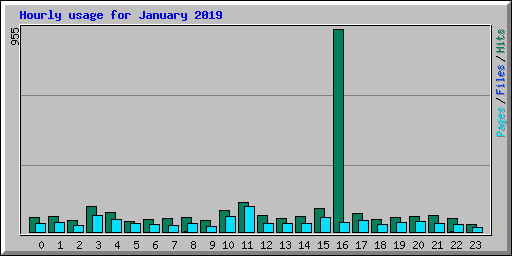 Hourly usage for January 2019
955
Pages/Files/Hits
0 1 2 3 4 5 6 7 8 9 10 11 12 13 14 15 16 17 18 19 20 21 22 23